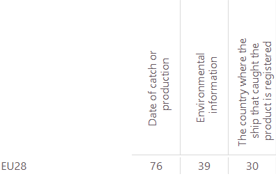 Date of catch or
production
Environmental
information
The country where the
ship that caught the
product is registered
EU28 76 39 30